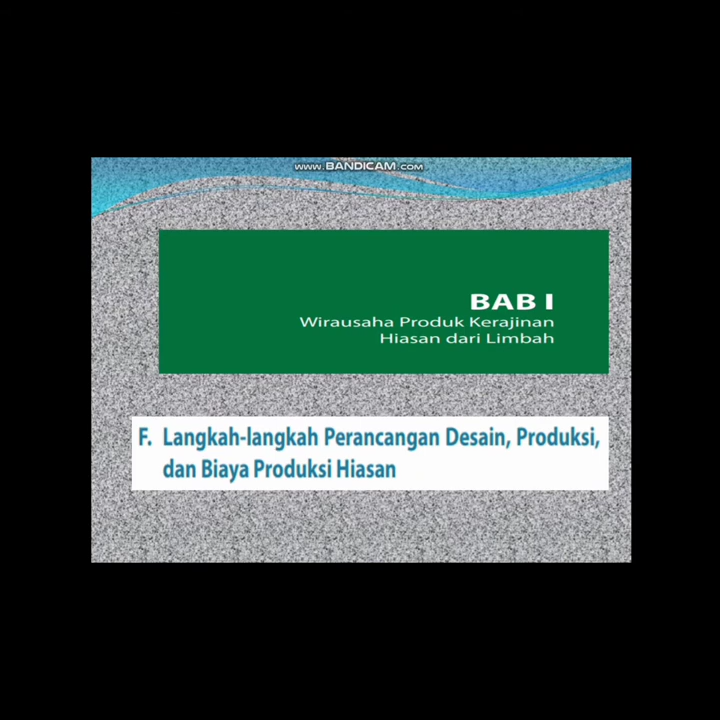 www.BANDICAM.com
BAB I
Wirausaha Produk Kerajinan
Hiasan dari Limbah
F. Langkah-langkah Perancangan Desain, Produksi,
dan Biaya Produksi Hiasan